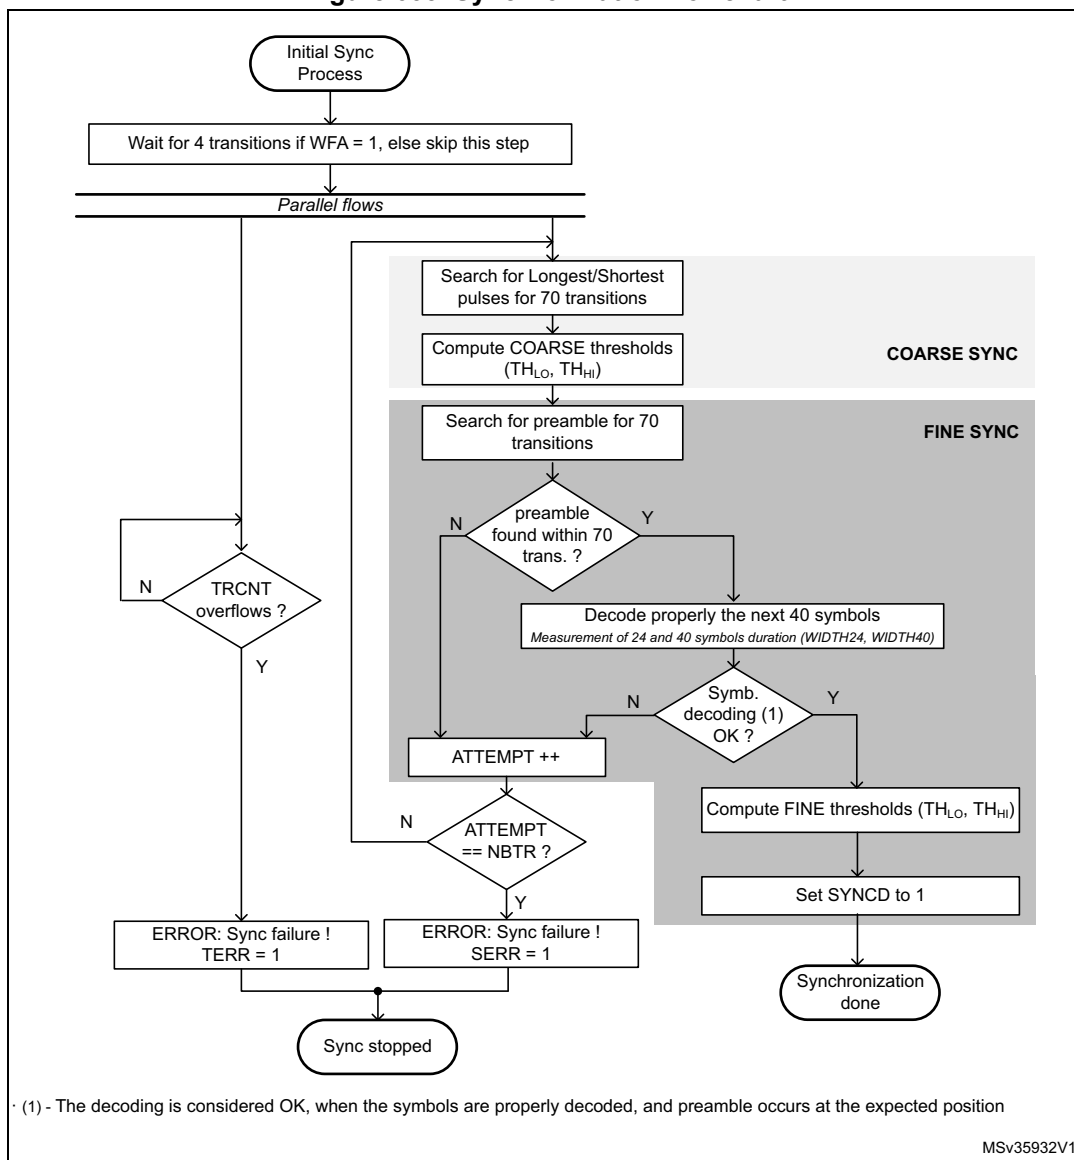 Initial Sync
Process
Wait for 4 transitions if WFA = 1, else skip this step
Parallel flows
Search for Longest/Shortest
pulses for 70 transitions
Compute COARSE thresholds
(TH_LO, TH_HI)
COARSE SYNC
Search for preamble for 70
transitions
FINE SYNC
preamble
found within 70
trans. ?
N
Y
TRCNT
overflows ?
N
Y
Decode properly the next 40 symbols
Measurement of 24 and 40 symbols duration (WIDTH24, WIDTH40)
Symb.
decoding (1)
OK ?
N
Y
ATTEMPT ++
Compute FINE thresholds (TH_LO, TH_HI)
ATTEMPT
== NBTR ?
N
Y
Set SYNCD to 1
ERROR: Sync failure !
TERR = 1
ERROR: Sync failure !
SERR = 1
Synchronization
done
Sync stopped
· (1) - The decoding is considered OK, when the symbols are properly decoded, and preamble occurs at the expected position
MSv35932V1